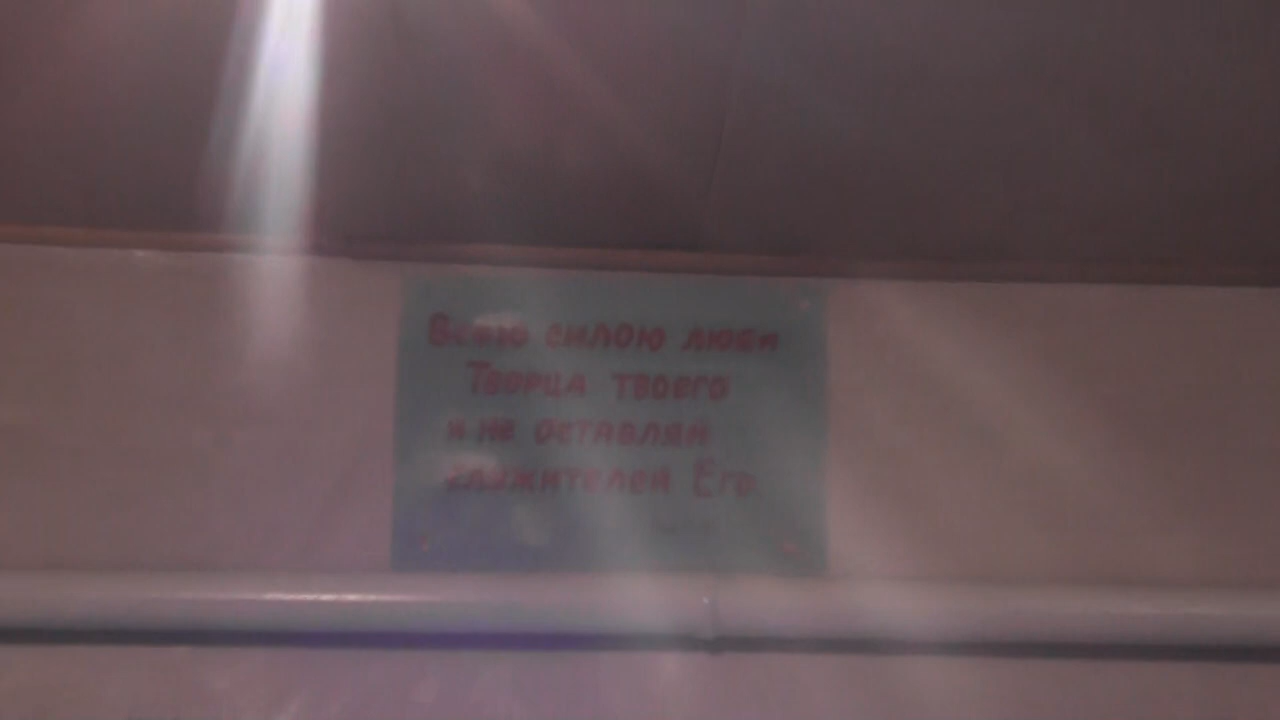 Всею силою люби
Творца твоего
и не оставляй
служителей Его